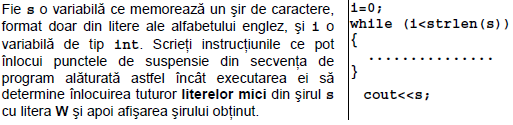 Fie s o variabilă ce memorează un şir de caractere,
format doar din litere ale alfabetului englez, şi i o
variabilă de tip int. Scrieţi instrucţiunile ce pot
înlocui punctele de suspensie din secvenţa de
program alăturată astfel încât executarea ei să
determine înlocuirea tuturor literelor mici din şirul s
cu litera W şi apoi afişarea şirului obţinut.
i=0;
while (i<strlen(s))
{
...............
}
cout<<s;